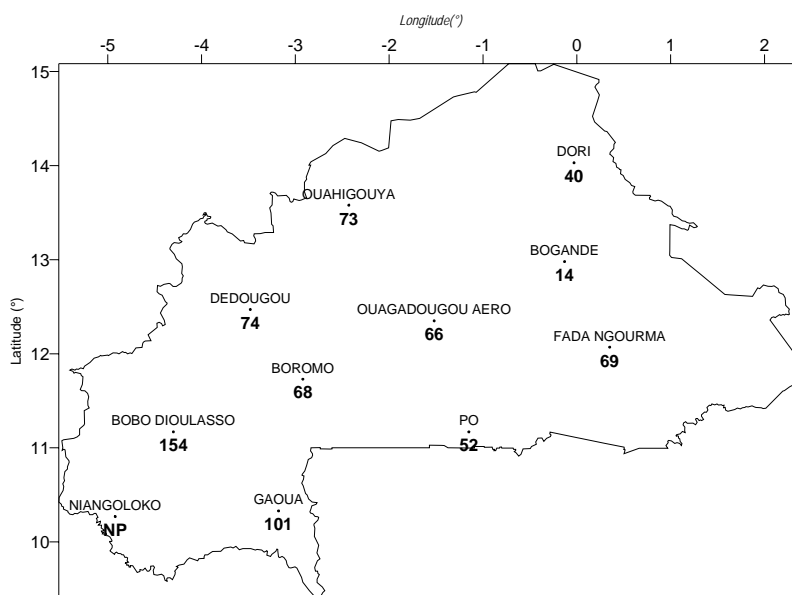 Longitude(°)
-5 -4 -3 -2 -1 0 1 2
15
14
13
12
11
10
Latitude (°)
DORI
40
OUAHIGOUYA
73
BOGANDE
14
DEDOUGOU
74
OUAGADOUGOU AERO
66
FADA NGOURMA
69
BOROMO
68
BOBO DIOULASSO
154
PO
52
NIANGOLOKO
NP
GAOUA
101